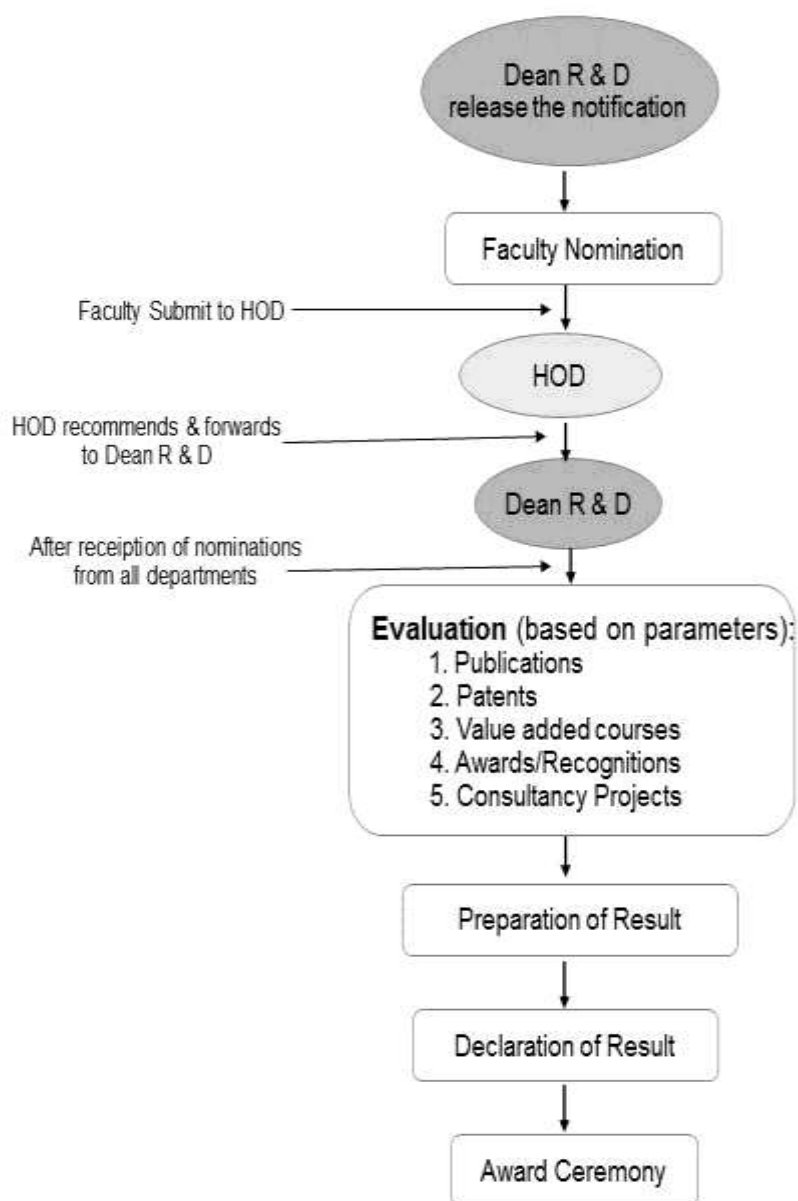 Dean R & D
release the notification
Faculty Nomination
Faculty Submit to HOD
HOD
HOD recommends & forwards
to Dean R & D
Dean R & D
After receiption of nominations
from all departments
Evaluation (based on parameters):
1. Publications
2. Patents
3. Value added courses
4. Awards/Recognitions
5. Consultancy Projects
Preparation of Result
Declaration of Result
Award Ceremony